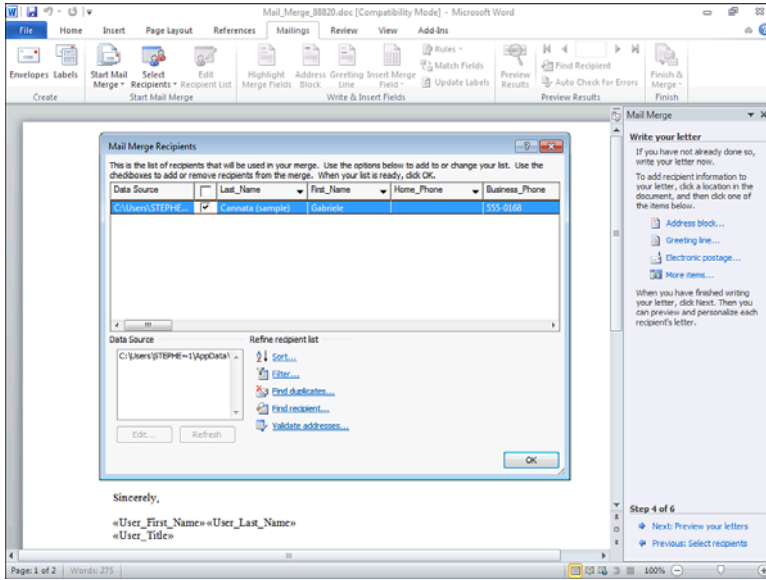 Mail_Merge_88820.doc [Compatibility Mode] - Microsoft Word
File Home Insert Page Layout References Mailings Review View Add-Ins
Envelopes Labels
Create
Start Mail Merge
Select Recipients
Edit Recipient List
Start Mail Merge
Highlight Merge Fields
Address Block
Greeting Line
Insert Merge Field
Rules
Match Fields
Update Labels
Write & Insert Fields
Preview Results
Find Recipient
Auto Check for Errors
Preview Results
Finish & Merge
Finish
Mail Merge Recipients
This is the list of recipients that will be used in your merge. Use the options below to add to or change your list. Use the
checkboxes to add or remove recipients from the merge. When your list is ready, click OK.
Data Source Last_Name First_Name Home_Phone Business_Phone
C:\Users\STEPHE... Cannata (sample) Gabriele 555-0168
Data Source
C:\Users\STEPHE~1\AppData\
Edit... Refresh
Refine recipient list
Sort...
Filter...
Find duplicates...
Find recipient...
Validate addresses...
OK
Sincerely,
«User_First_Name» «User_Last_Name»
«User_Title»
Mail Merge
Write your letter
If you have not already done so,
write your letter now.
To add recipient information to
your letter, click a location in the
document, and then click one of
the items below.
Address block...
Greeting line...
Electronic postage...
More items...
When you have finished writing
your letter, click Next. Then you
can preview and personalize each
recipient's letter.
Step 4 of 6
Next: Preview your letters
Previous: Select recipients
Page: 1 of 2 Words: 275 100%